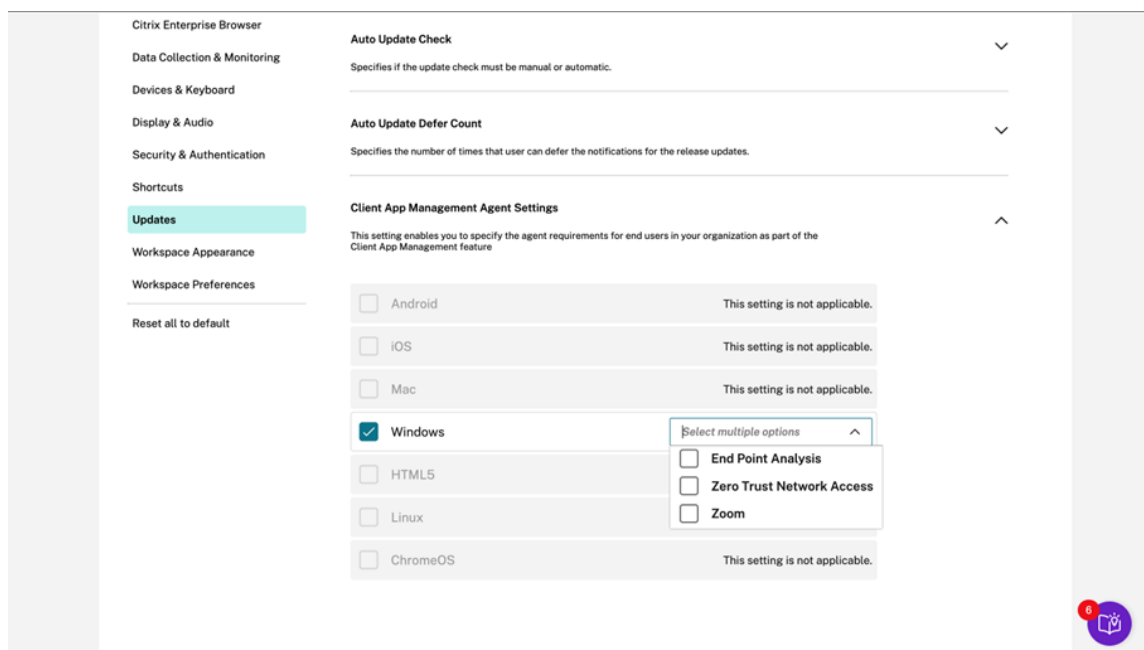 Citrix Enterprise Browser
Data Collection & Monitoring
Devices & Keyboard
Display & Audio
Security & Authentication
Shortcuts
Updates
Workspace Appearance
Workspace Preferences
Reset all to default
Auto Update Check
Specifies if the update check must be manual or automatic.
Auto Update Defer Count
Specifies the number of times that user can defer the notifications for the release updates.
Client App Management Agent Settings
This setting enables you to specify the agent requirements for end users in your organization as part of the
Client App Management feature
Android This setting is not applicable.
iOS This setting is not applicable.
Mac This setting is not applicable.
Windows Select multiple options
End Point Analysis
Zero Trust Network Access
Zoom
HTML5
Linux
ChromeOS This setting is not applicable.
6